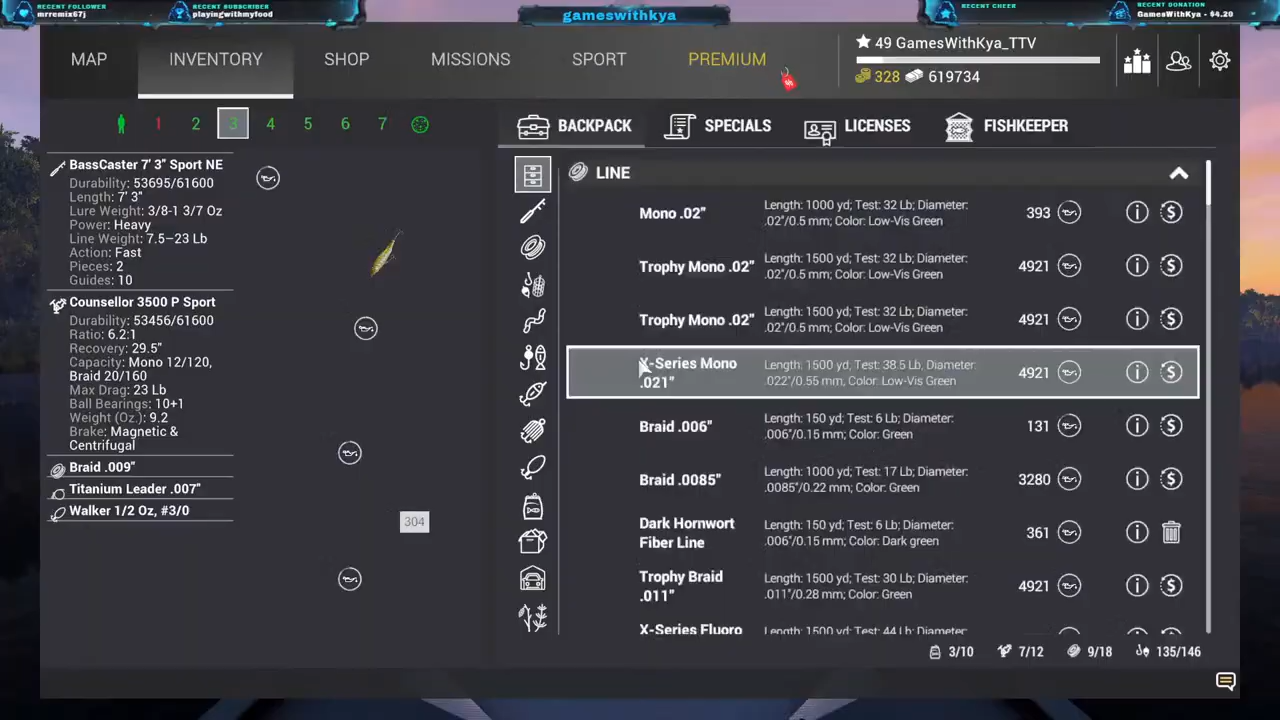 RECENT FOLLOWER
mrremix67j
RECENT SUBSCRIBER
playingwithmyfood
gameswithkya
RECENT CHEER
RECENT DONATION
GamesWithKya - $4.20
MAP
INVENTORY
SHOP
MISSIONS
SPORT
PREMIUM
49 GamesWithKya_TTV
328
619734
1
2
3
4
5
6
7
BACKPACK
SPECIALS
LICENSES
FISHKEEPER
BassCaster 7' 3" Sport NE
Durability: 53695/61600
Length: 7' 3"
Lure Weight: 3/8-1 3/7 Oz
Power: Heavy
Line Weight: 7.5–23 Lb
Action: Fast
Pieces: 2
Guides: 10
Counsellor 3500 P Sport
Durability: 53456/61600
Ratio: 6.2:1
Recovery: 29.5"
Capacity: Mono 12/120,
Braid 20/160
Max Drag: 23 Lb
Ball Bearings: 10+1
Weight (Oz.): 9.2
Brake: Magnetic &
Centrifugal
Braid .009"
Titanium Leader .007"
Walker 1/2 Oz, #3/0
304
LINE
Mono .02"
Length: 1000 yd; Test: 32 Lb; Diameter:
.02"/0.5 mm; Color: Low-Vis Green
393
Trophy Mono .02"
Length: 1500 yd; Test: 32 Lb; Diameter:
.02"/0.5 mm; Color: Low-Vis Green
4921
Trophy Mono .02"
Length: 1500 yd; Test: 32 Lb; Diameter:
.02"/0.5 mm; Color: Low-Vis Green
4921
X-Series Mono
.021"
Length: 1500 yd; Test: 38.5 Lb; Diameter:
.022"/0.55 mm; Color: Low-Vis Green
4921
Braid .006"
Length: 150 yd; Test: 6 Lb; Diameter:
.006"/0.15 mm; Color: Green
131
Braid .0085"
Length: 1000 yd; Test: 17 Lb; Diameter:
.0085"/0.22 mm; Color: Green
3280
Dark Hornwort
Fiber Line
Length: 150 yd; Test: 6 Lb; Diameter:
.006"/0.15 mm; Color: Dark green
361
Trophy Braid
.011"
Length: 1500 yd; Test: 30 Lb; Diameter:
.011"/0.28 mm; Color: Green
4921
X-Series Fluoro
Length: 1500 yd; Test: 44 Lb; Diameter:
3/10
7/12
9/18
135/146